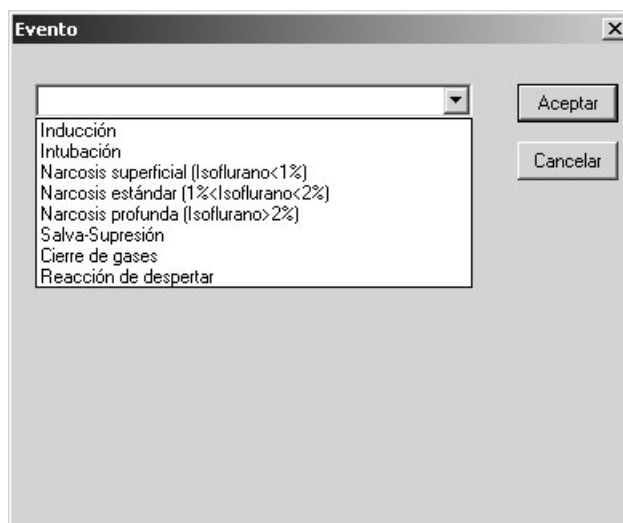 Evento
Aceptar
Inducción
Intubación
Narcosis superficial (Isoflurano<1%)
Cancelar
Narcosis estándar (1%<Isoflurano<2%)
Narcosis profunda (Isoflurano>2%)
Salva-Supresión
Cierre de gases
Reacción de despertar